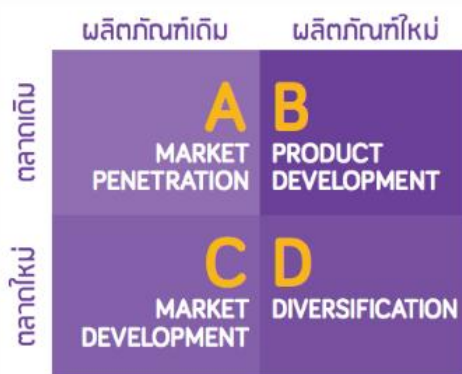 ผลิตภัณฑ์เดิม
ผลิตภัณฑ์ใหม่
ตลาดเดิม
A
MARKET
PENETRATION
B
PRODUCT
DEVELOPMENT
ตลาดใหม่
C
MARKET
DEVELOPMENT
D
DIVERSIFICATION